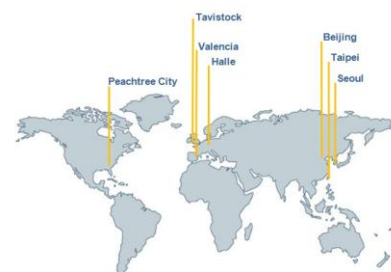 Tavistock
Valencia
Halle
Peachtree City
Beijing
Taipei
Seoul